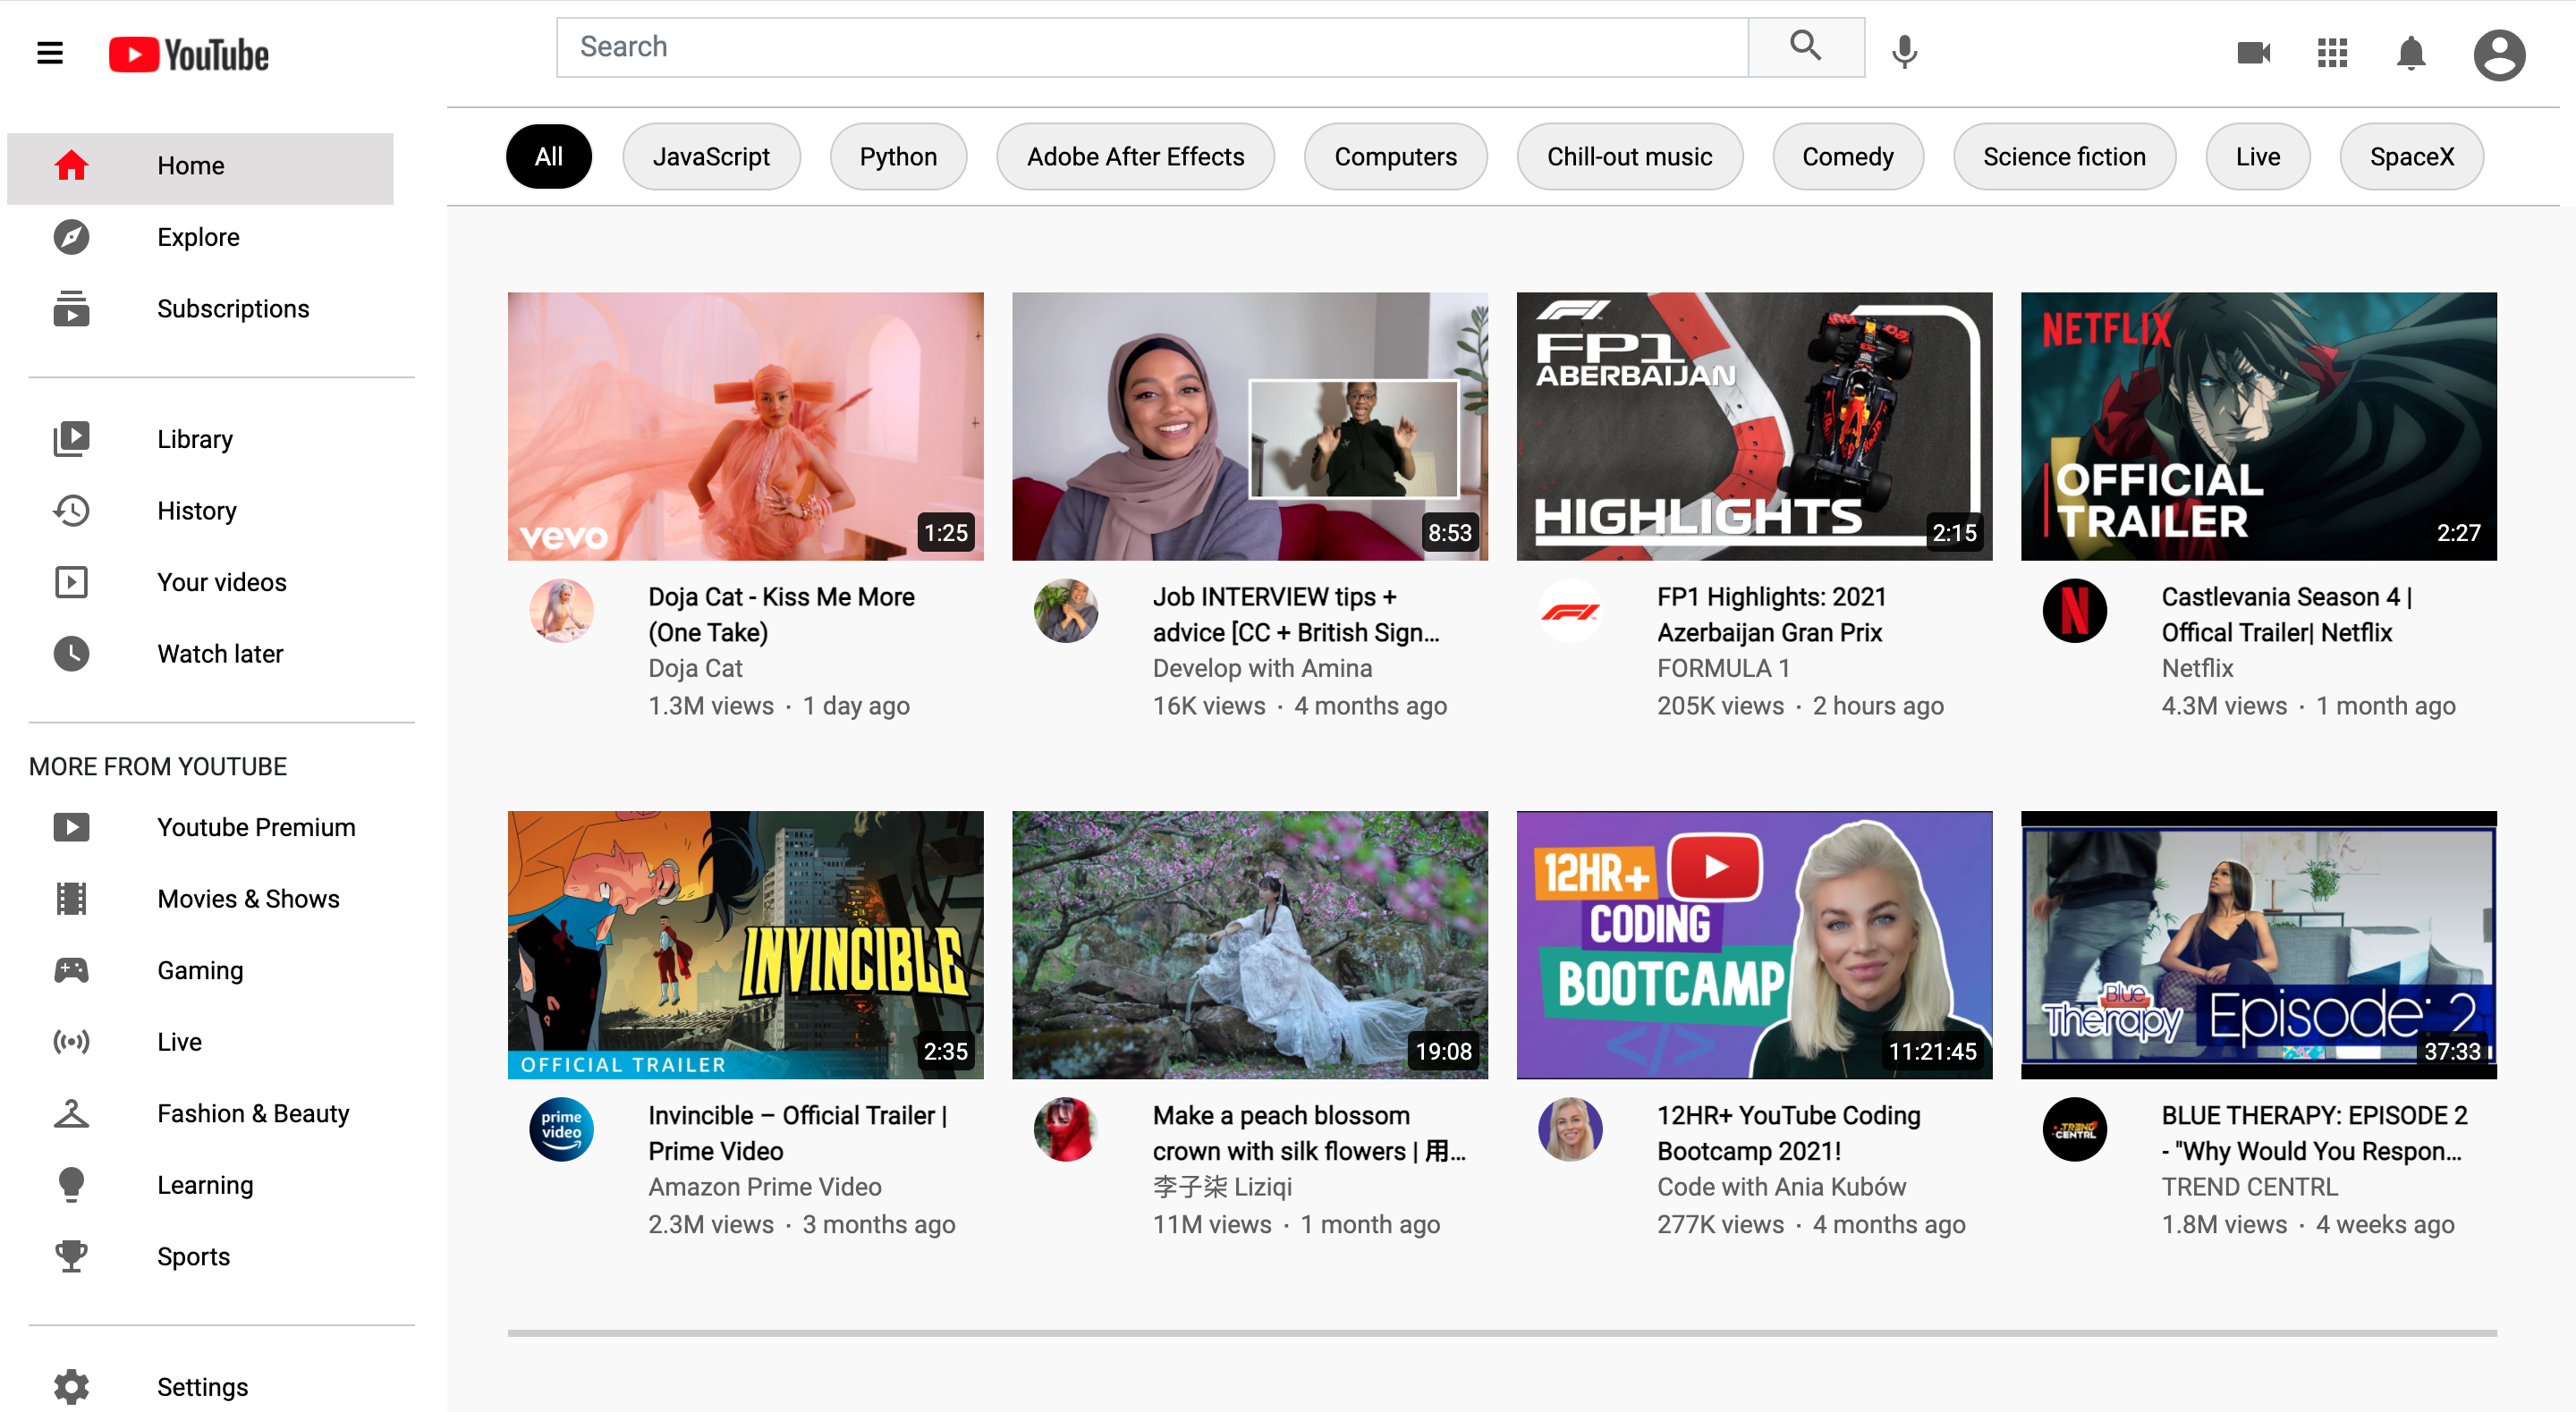 YouTube
Search
Home
Explore
Subscriptions
Library
History
Your videos
Watch later
MORE FROM YOUTUBE
Youtube Premium
Movies & Shows
Gaming
Live
Fashion & Beauty
Learning
Sports
Settings
All
JavaScript
Python
Adobe After Effects
Computers
Chill-out music
Comedy
Science fiction
Live
SpaceX
vevo
1:25
Doja Cat - Kiss Me More
(One Take)
Doja Cat
1.3M views · 1 day ago
8:53
Job INTERVIEW tips +
advice [CC + British Sign...
Develop with Amina
16K views · 4 months ago
F1
FP1
ABERBAIJAN
HIGHLIGHTS
2:15
FP1 Highlights: 2021
Azerbaijan Gran Prix
FORMULA 1
205K views · 2 hours ago
NETFLIX
OFFICIAL
TRAILER
2:27
N
Castlevania Season 4 |
Offical Trailer| Netflix
Netflix
4.3M views · 1 month ago
INVINCIBLE
OFFICIAL TRAILER
2:35
prime
video
Invincible – Official Trailer |
Prime Video
Amazon Prime Video
2.3M views · 3 months ago
19:08
Make a peach blossom
crown with silk flowers | 用...
李子柒 Liziqi
11M views · 1 month ago
12HR+
CODING
BOOTCAMP
</>
11:21:45
12HR+ YouTube Coding
Bootcamp 2021!
Code with Ania Kubów
277K views · 4 months ago
Blue
Therapy
Episode: 2
37:33
TREND
CENTRL
BLUE THERAPY: EPISODE 2
- "Why Would You Respon...
TREND CENTRL
1.8M views · 4 weeks ago